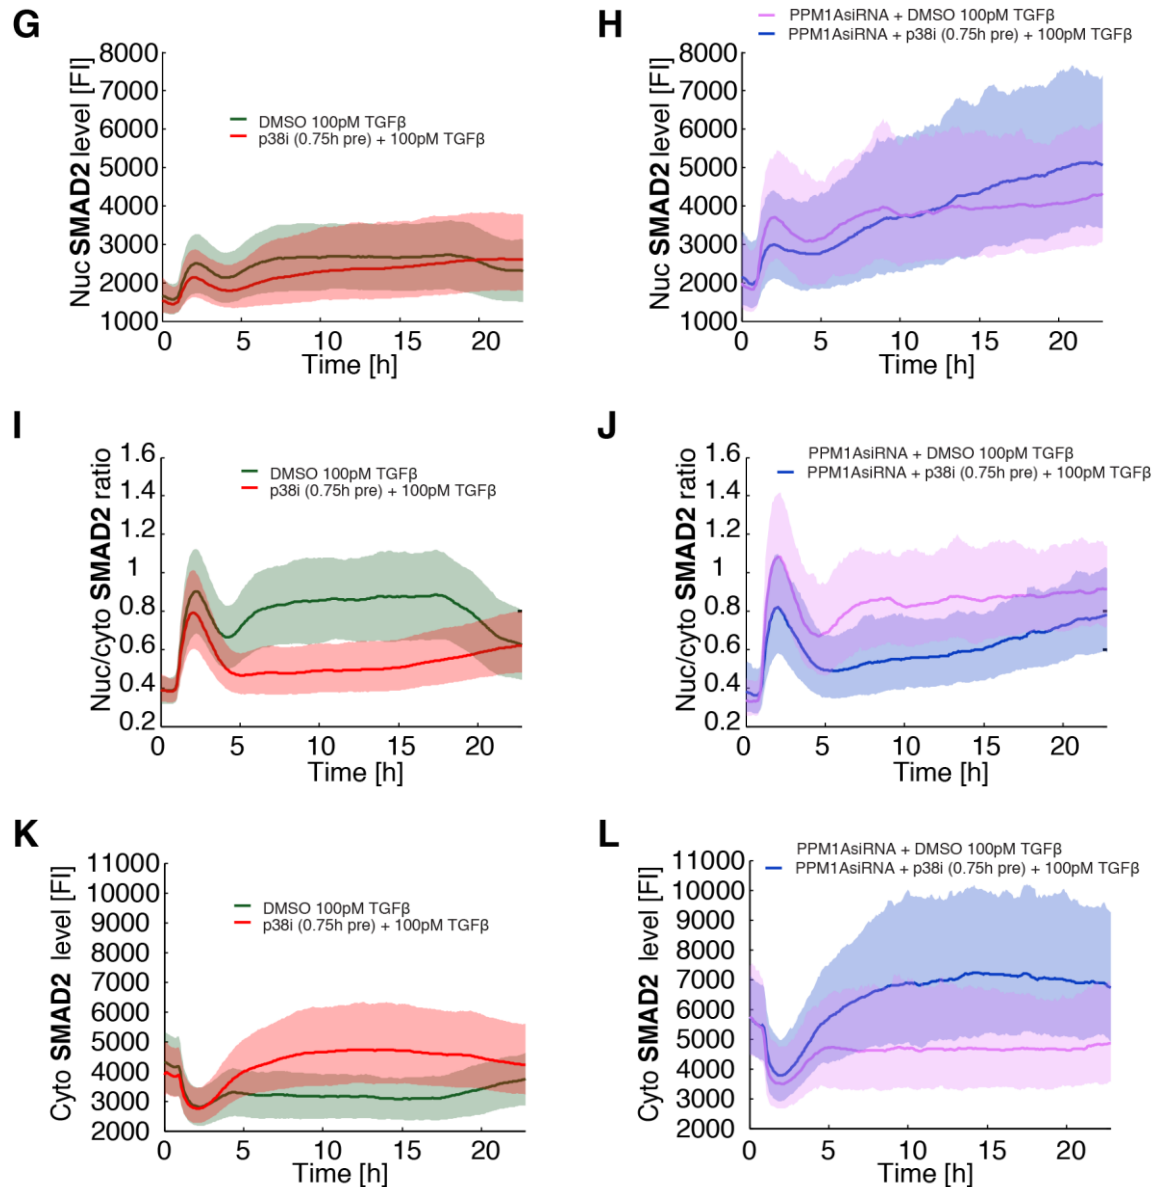 G
Nuc SMAD2 level [FI]
8000
7000
6000
5000
4000
3000
2000
1000
DMSO 100pM TGFβ
p38i (0.75h pre) + 100pM TGFβ
0 5 10 15 20
Time [h]
H
PPM1AsiRNA + DMSO 100pM TGFβ
PPM1AsiRNA + p38i (0.75h pre) + 100pM TGFβ
Nuc SMAD2 level [FI]
8000
7000
6000
5000
4000
3000
2000
1000
0 5 10 15 20
Time [h]
I
Nuc/cyto SMAD2 ratio
1.6
1.4
1.2
1
0.8
0.6
0.4
0.2
DMSO 100pM TGFβ
p38i (0.75h pre) + 100pM TGFβ
0 5 10 15 20
Time [h]
J
PPM1AsiRNA + DMSO 100pM TGFβ
PPM1AsiRNA + p38i (0.75h pre) + 100pM TGFβ
Nuc/cyto SMAD2 ratio
1.6
1.4
1.2
1
0.8
0.6
0.4
0.2
0 5 10 15 20
Time [h]
K
Cyto SMAD2 level [FI]
11000
10000
9000
8000
7000
6000
5000
4000
3000
2000
DMSO 100pM TGFβ
p38i (0.75h pre) + 100pM TGFβ
0 5 10 15 20
Time [h]
L
PPM1AsiRNA + DMSO 100pM TGFβ
PPM1AsiRNA + p38i (0.75h pre) + 100pM TGFβ
Cyto SMAD2 level [FI]
11000
10000
9000
8000
7000
6000
5000
4000
3000
2000
0 5 10 15 20
Time [h]